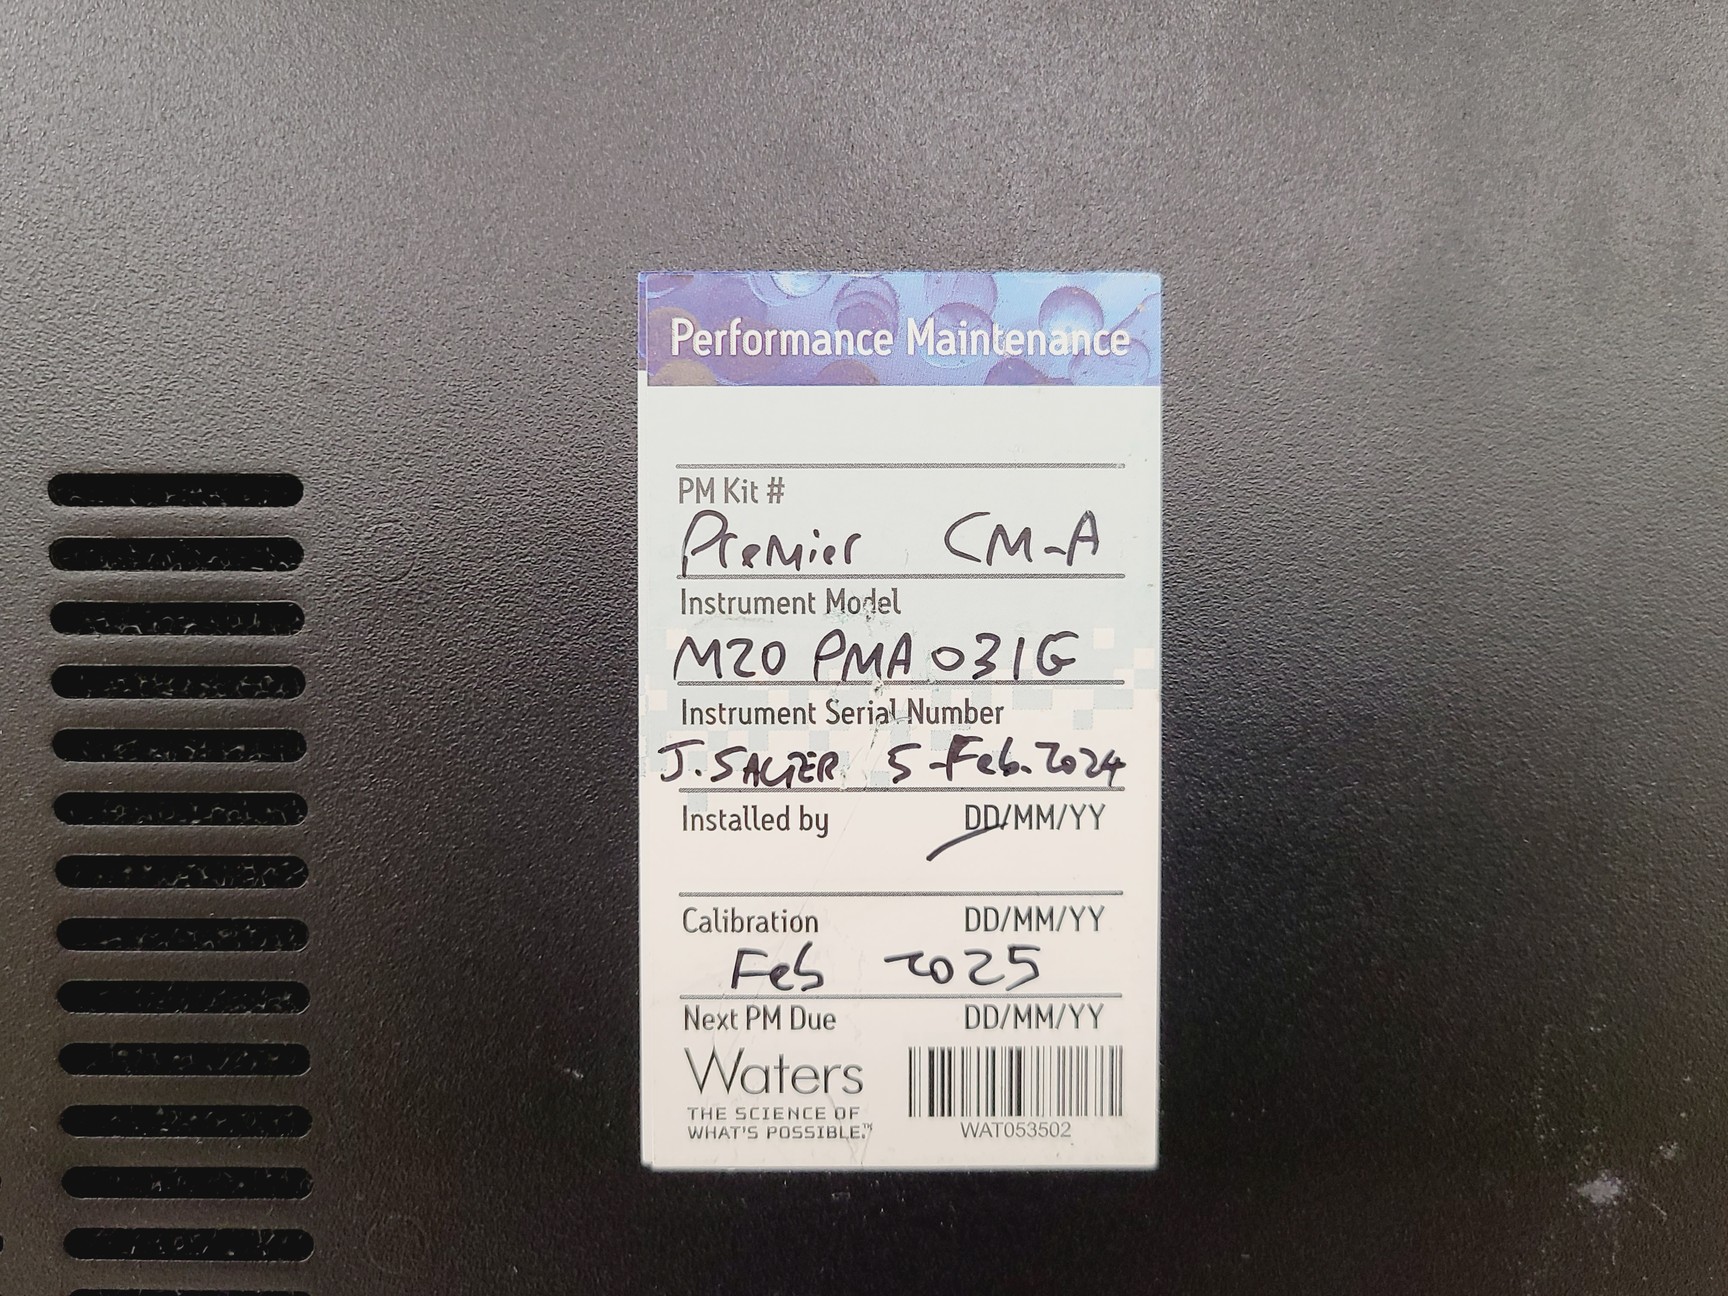 Performance Maintenance
PM Kit #
Premier CM-A
Instrument Model
M20 PMA 031G
Instrument Serial Number
J. 5 Feb. 2024
Installed by DD/MM/YY
Calibration DD/MM/YY
Feb 2025
Next PM Due DD/MM/YY
Waters
THE SCIENCE OF
WHAT'S POSSIBLE.™
WAT053502